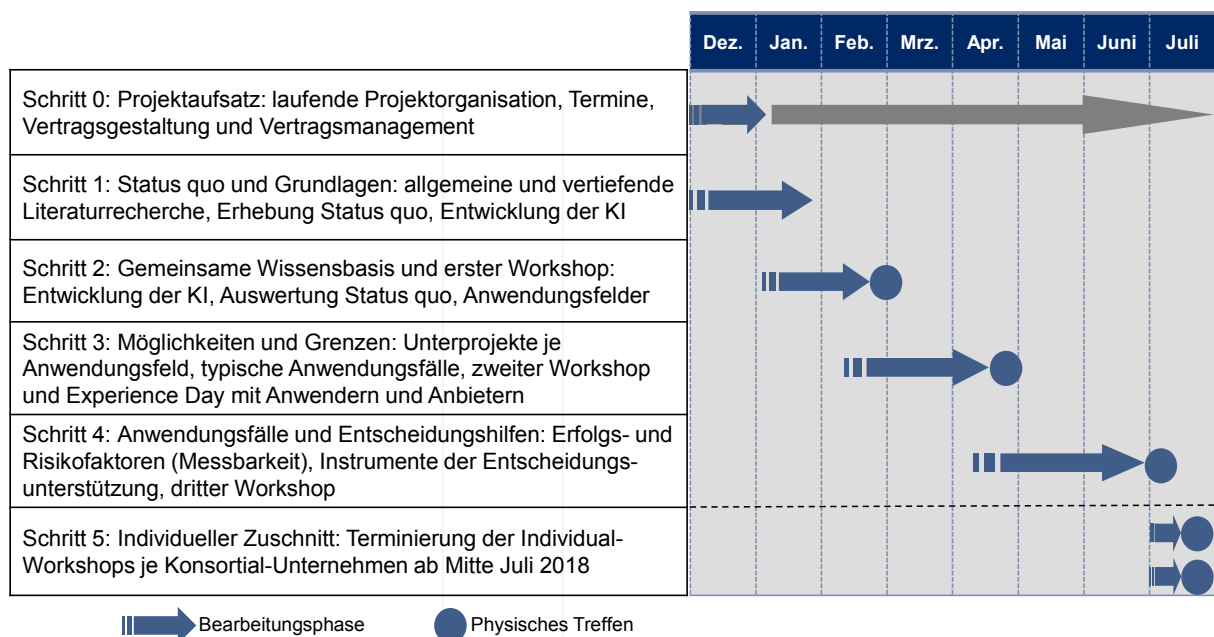 Dez. Jan. Feb. Mrz. Apr. Mai Juni Juli
Schritt 0: Projektaufsatz: laufende Projektorganisation, Termine,
Vertragsgestaltung und Vertragsmanagement
Schritt 1: Status quo und Grundlagen: allgemeine und vertiefende
Literaturrecherche, Erhebung Status quo, Entwicklung der KI
Schritt 2: Gemeinsame Wissensbasis und erster Workshop:
Entwicklung der KI, Auswertung Status quo, Anwendungsfelder
Schritt 3: Möglichkeiten und Grenzen: Unterprojekte je
Anwendungsfeld, typische Anwendungsfälle, zweiter Workshop
und Experience Day mit Anwendern und Anbietern
Schritt 4: Anwendungsfälle und Entscheidungshilfen: Erfolgs- und
Risikofaktoren (Messbarkeit), Instrumente der Entscheidungs-
unterstützung, dritter Workshop
Schritt 5: Individueller Zuschnitt: Terminierung der Individual-
Workshops je Konsortial-Unternehmen ab Mitte Juli 2018
Bearbeitungsphase Physisches Treffen